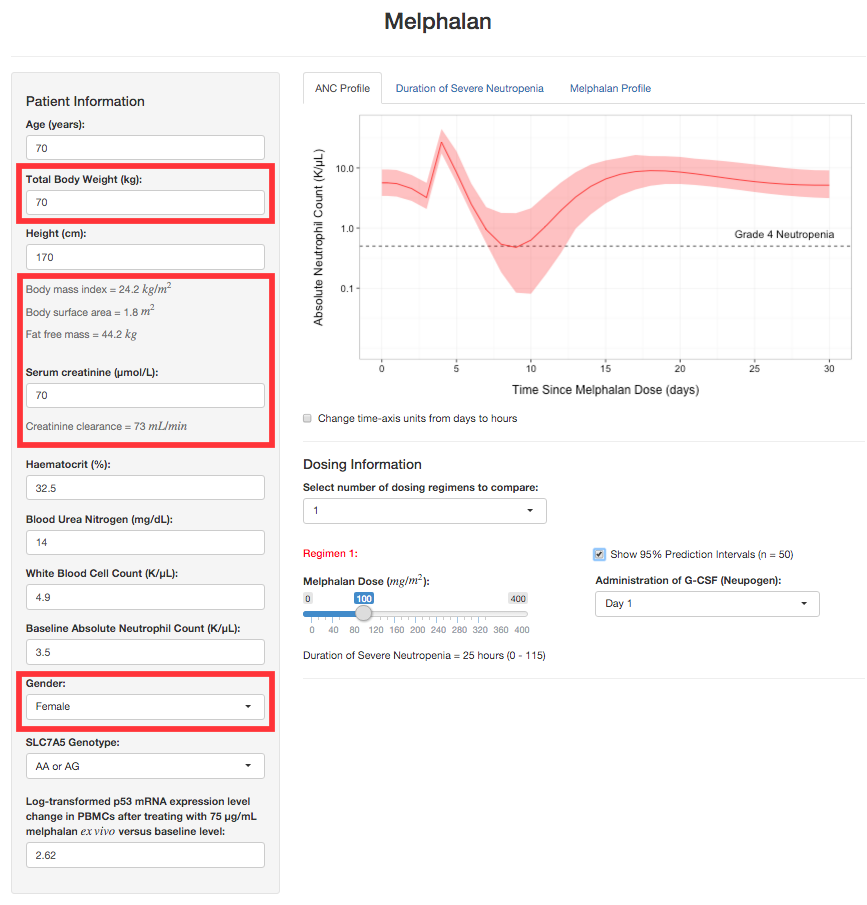 Melphalan
Patient Information
Age (years):
70
Total Body Weight (kg):
70
Height (cm):
170
Body mass index = 24.2 kg/m²
Body surface area = 1.8 m²
Fat free mass = 44.2 kg
Serum creatinine (µmol/L):
70
Creatinine clearance = 73 mL/min
Haematocrit (%):
32.5
Blood Urea Nitrogen (mg/dL):
14
White Blood Cell Count (K/µL):
4.9
Baseline Absolute Neutrophil Count (K/µL):
3.5
Gender:
Female
SLC7A5 Genotype:
AA or AG
Log-transformed p53 mRNA expression level
change in PBMCs after treating with 75 µg/mL
melphalan ex vivo versus baseline level:
2.62
ANC Profile Duration of Severe Neutropenia Melphalan Profile
Absolute Neutrophil Count (K/µL)
10.0
1.0
0.1
Grade 4 Neutropenia
0 5 10 15 20 25 30
Time Since Melphalan Dose (days)
Change time-axis units from days to hours
Dosing Information
Select number of dosing regimens to compare:
1
Regimen 1:
Melphalan Dose (mg/m²):
0 100 400
0 40 80 120 160 200 240 280 320 360 400
Duration of Severe Neutropenia = 25 hours (0 - 115)
Show 95% Prediction Intervals (n = 50)
Administration of G-CSF (Neupogen):
Day 1